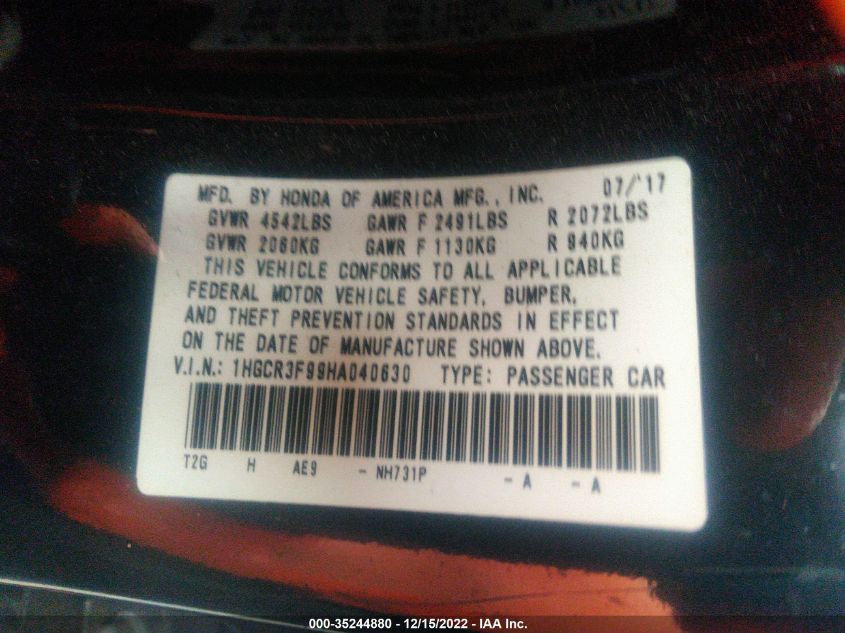 MFD. BY HONDA OF AMERICA MFG., INC. 07/'17
GVWR 4542LBS GAWR F 2491LBS R 2072LBS
GVWR 2060KG GAWR F 1130KG R 940KG
THIS VEHICLE CONFORMS TO ALL APPLICABLE
FEDERAL MOTOR VEHICLE SAFETY, BUMPER,
AND THEFT PREVENTION STANDARDS IN EFFECT
ON THE DATE OF MANUFACTURE SHOWN ABOVE.
V.I.N.: 1HGCR3F99HA040630 TYPE: PASSENGER CAR
T2G H AE9 - NH731P - A - A
000-35244880 - 12/15/2022 - IAA Inc.